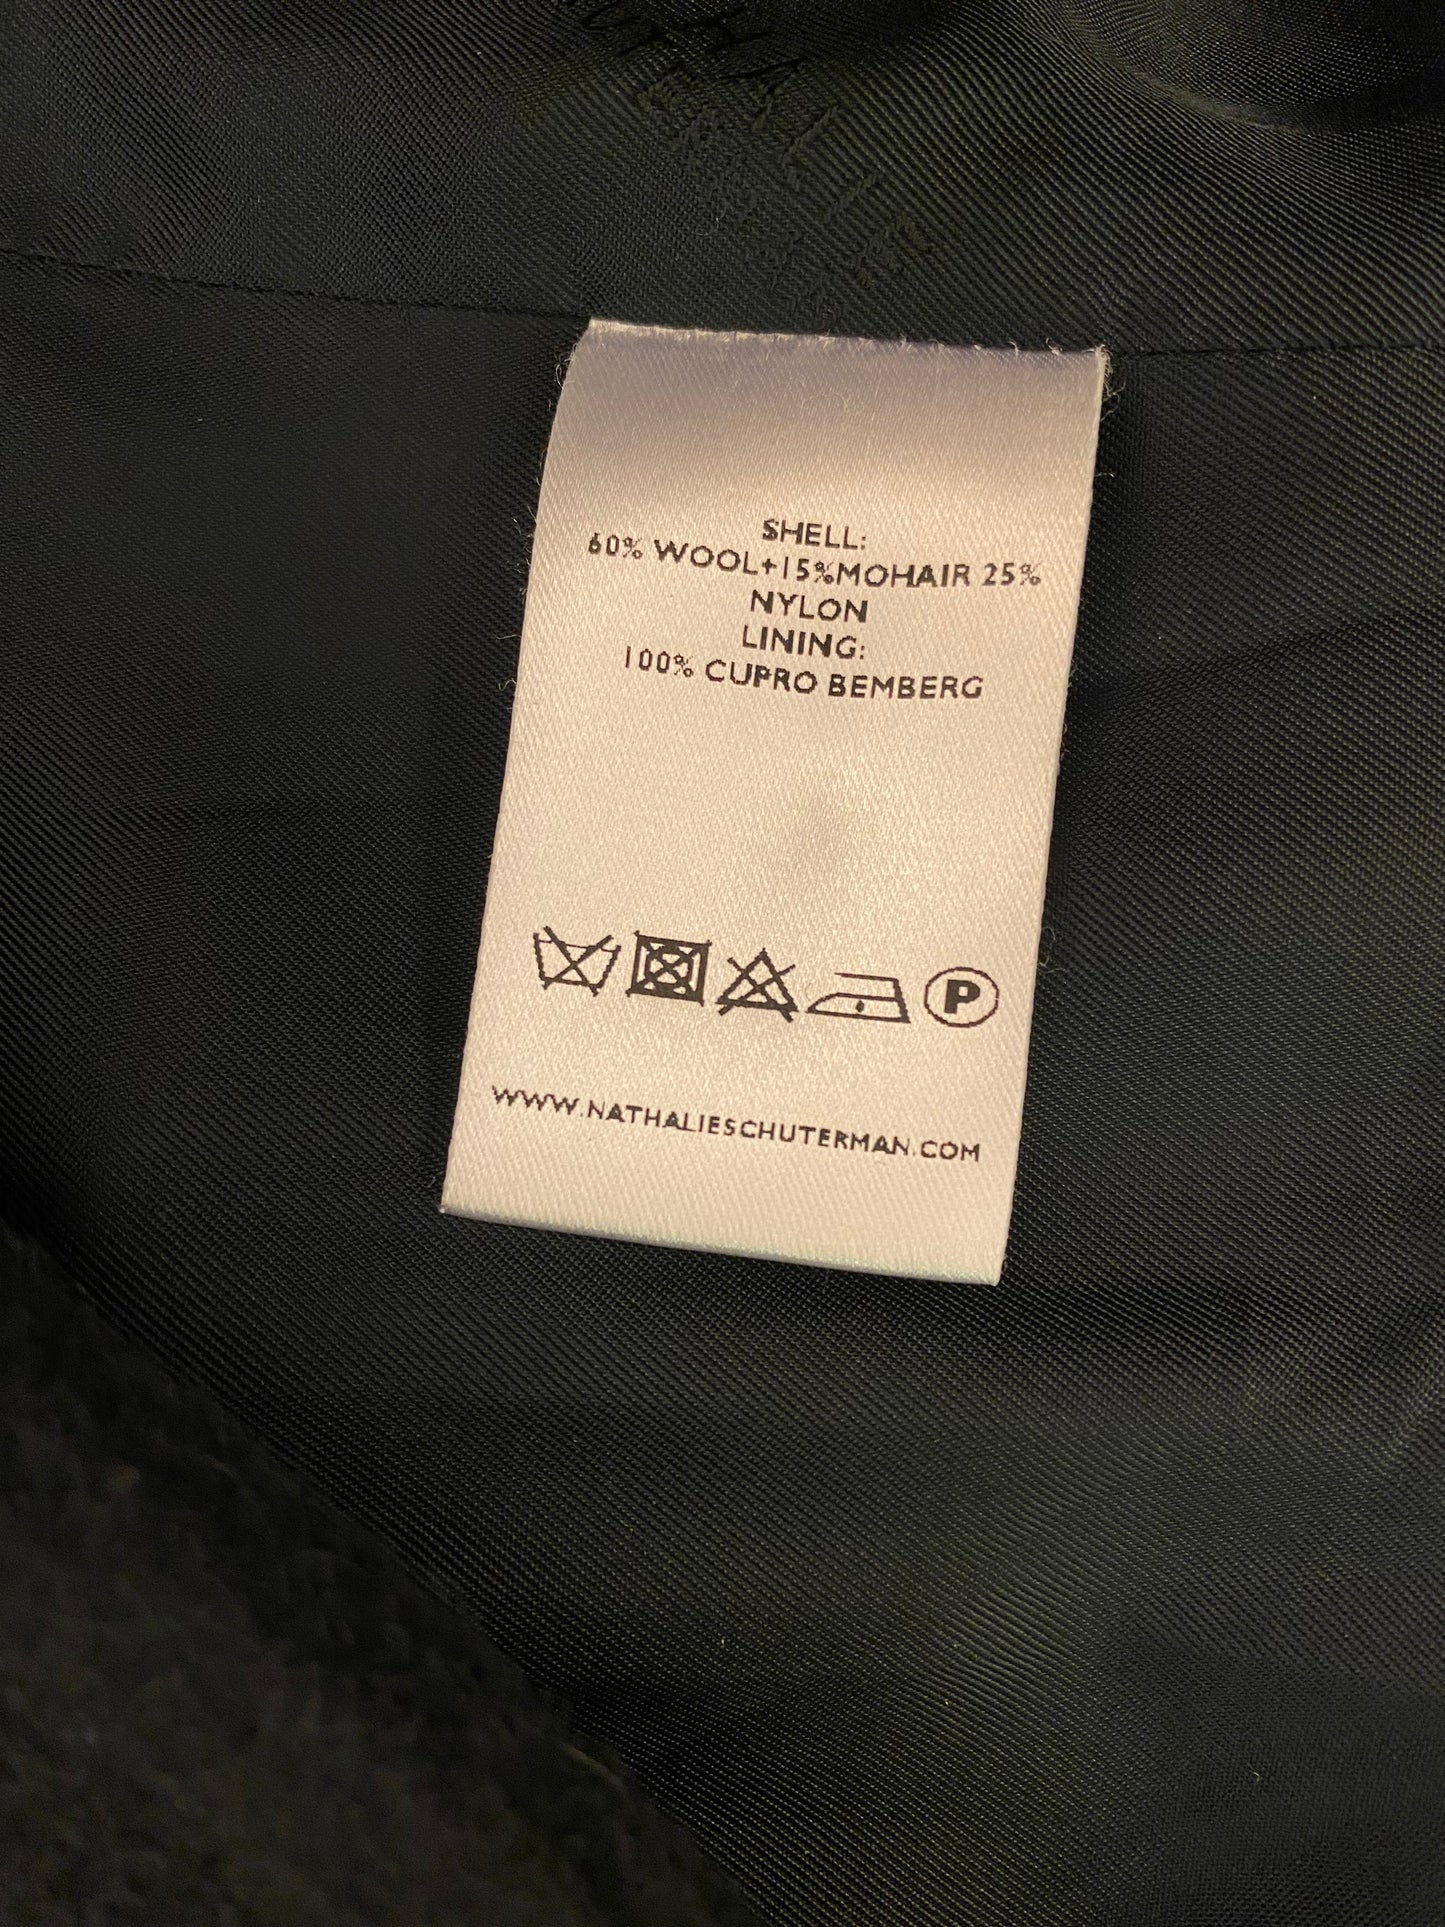 SHELL:
60% WOOL+15%MOHAIR 25%
NYLON
LINING:
100% CUPRO BEMBERG
P
WWW.NATHALIESCHUTERMAN.COM